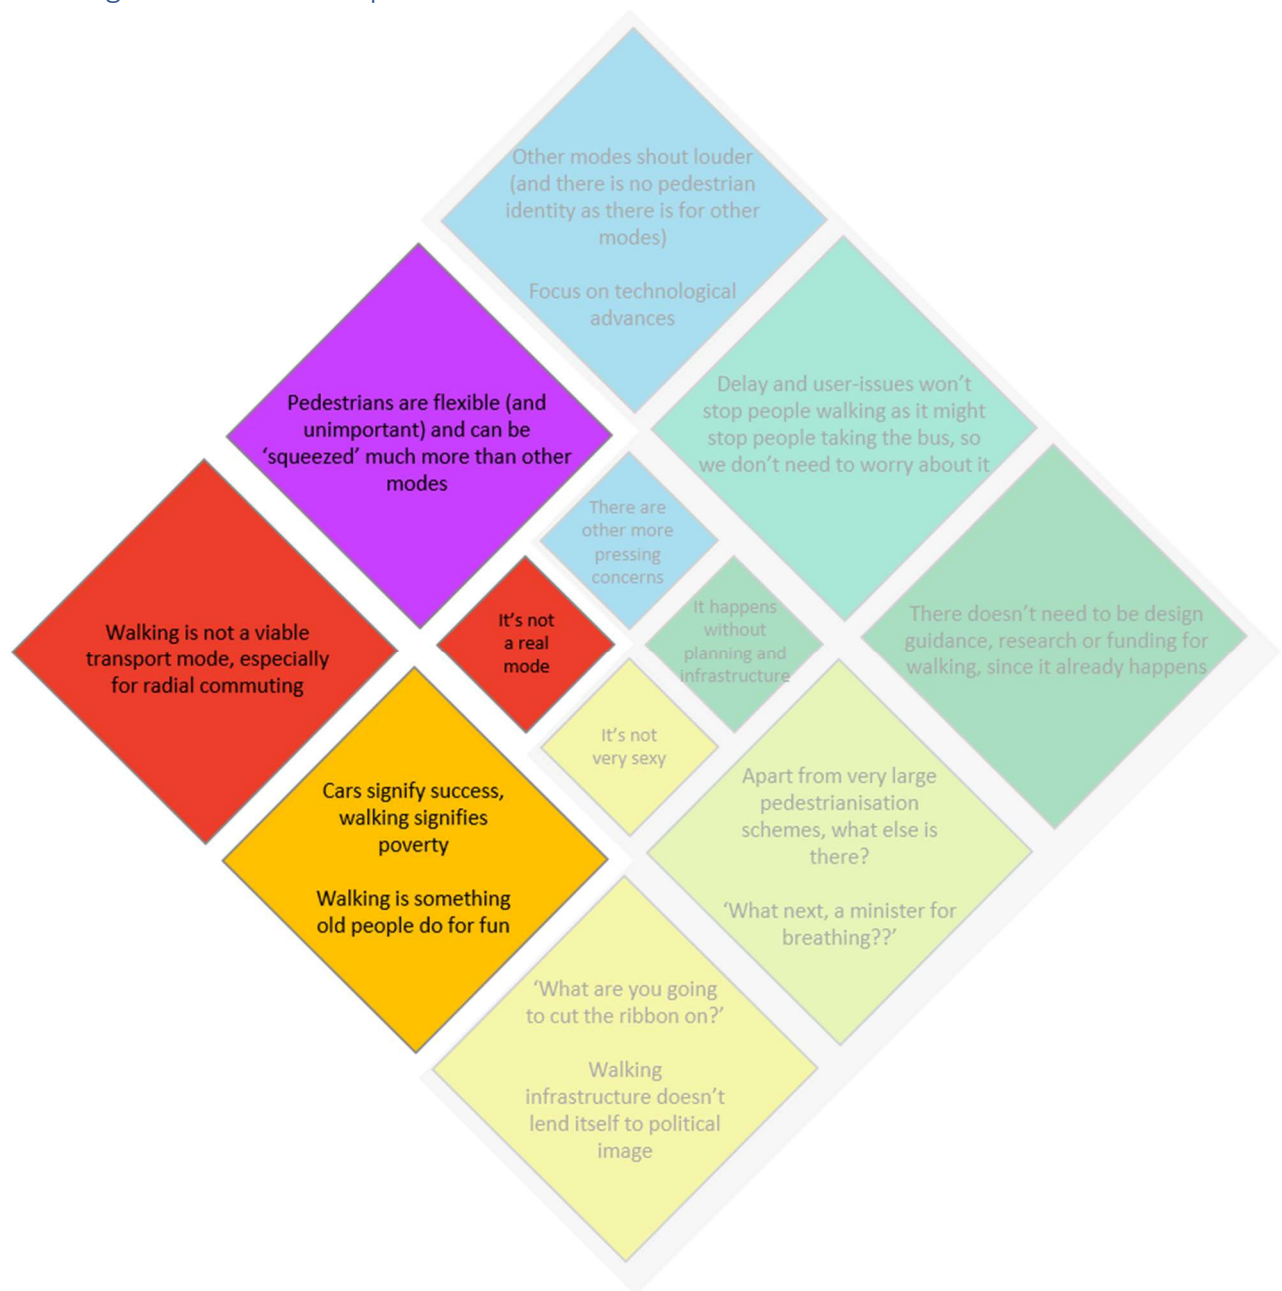 Other modes shout louder
(and there is no pedestrian
identity as there is for other
modes)
Focus on technological
advances
Pedestrians are flexible (and
unimportant) and can be
‘squeezed’ much more than other
modes
Delay and user-issues won’t
stop people walking as it might
stop people taking the bus, so
we don’t need to worry about it
There are
other more
pressing
concerns
Walking is not a viable
transport mode, especially
for radial commuting
It’s not
a real
mode
It happens
without
planning and
infrastructure
There doesn’t need to be design
guidance, research or funding for
walking, since it already happens
It’s not
very sexy
Cars signify success,
walking signifies
poverty
Walking is something
old people do for fun
Apart from very large
pedestrianisation
schemes, what else is
there?
‘What next, a minister for
breathing??’
‘What are you going
to cut the ribbon on?’
Walking
infrastructure doesn’t
lend itself to political
image